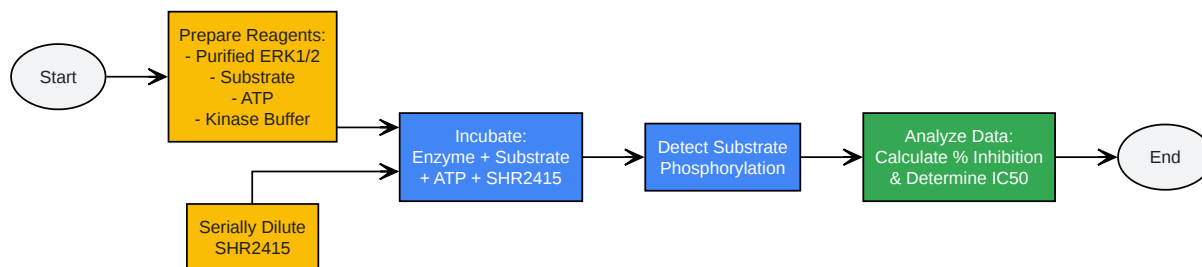 Start
Prepare Reagents:
- Purified ERK1/2
- Substrate
- ATP
- Kinase Buffer
Serially Dilute
SHR2415
Incubate:
Enzyme + Substrate
+ ATP + SHR2415
Detect Substrate
Phosphorylation
Analyze Data:
Calculate % Inhibition
& Determine IC50
End